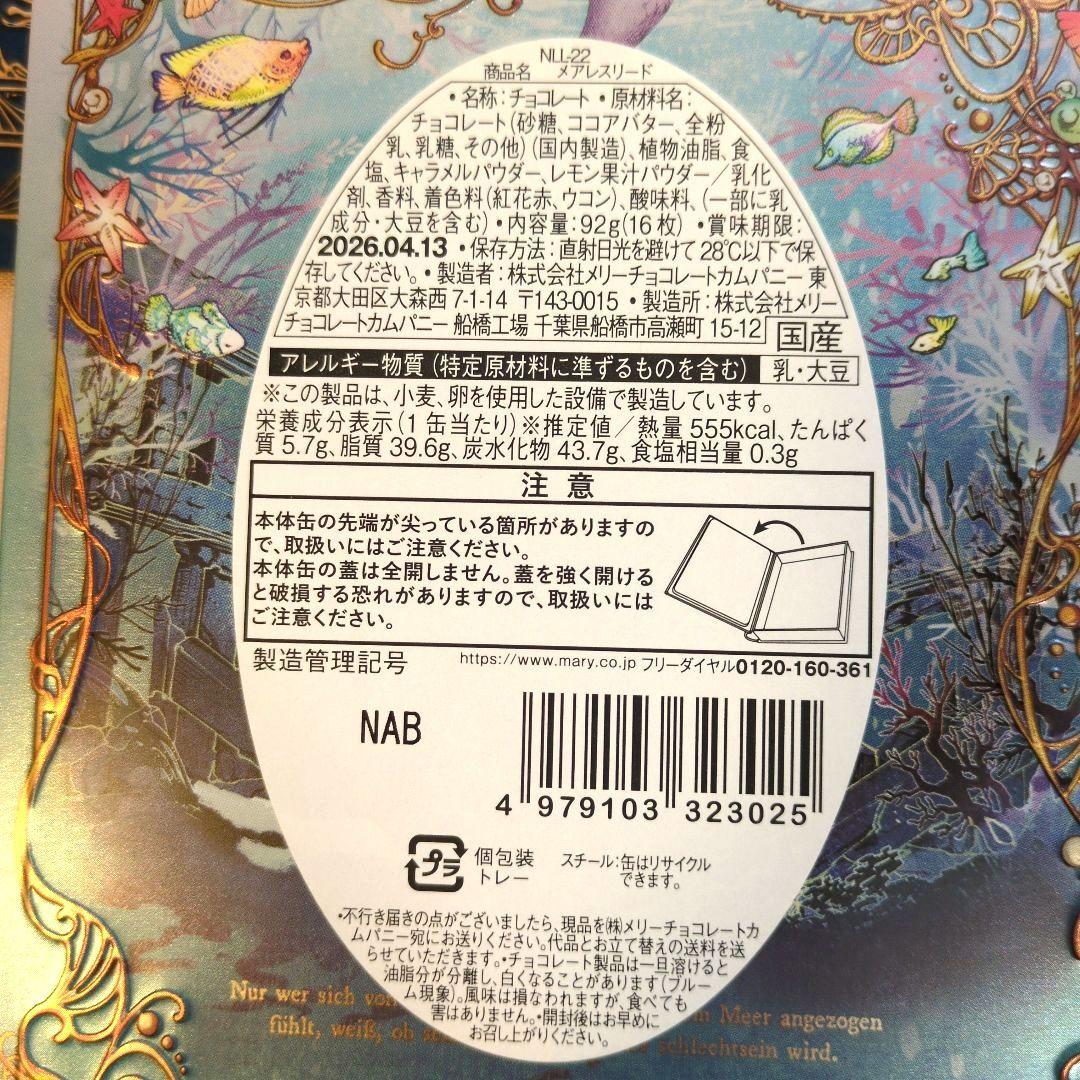 NLL-22
商品名 メアレスリード
・名称：チョコレート・原材料名：
チョコレート(砂糖、ココアバター、全粉
乳、乳糖、その他)(国内製造)、植物油脂、食
塩、キャラメルパウダー、レモン果汁パウダー／乳化
剤、香料、着色料(紅花赤、ウコン)、酸味料、(一部に乳
成分・大豆を含む)・内容量：92g(16枚)・賞味期限：
2026.04.13・保存方法：直射日光を避けて28℃以下で保
存してください。・製造者：株式会社メリーチョコレートカムパニー 東
京都大田区大森西7-1-14 〒143-0015・製造所：株式会社メリー
チョコレートカムパニー 船橋工場 千葉県船橋市高瀬町15-12
国産
アレルギー物質(特定原材料に準ずるものを含む) 乳・大豆
※この製品は、小麦、卵を使用した設備で製造しています。
栄養成分表示(1缶当たり)※推定値／熱量555kcal、たんぱく
質5.7g、脂質39.6g、炭水化物43.7g、食塩相当量0.3g
注意
本体缶の先端が尖っている箇所がありますの
で、取扱いにはご注意ください。
本体缶の蓋は全開しません。蓋を強く開ける
と破損する恐れがありますので、取扱いには
ご注意ください。
製造管理記号 https://www.mary.co.jp フリーダイヤル0120-160-361
NAB
4 979103 323025
プラ 個包装 スチール：缶はリサイクル
トレー できます。
・不行き届きの点がございましたら、現品を㈱メリーチョコレートカ
ムパニー宛にお送りください。代品とお立て替えの送料を送
らせていただきます。・チョコレート製品は一旦溶けると
油脂分が分離し、白くなることがあります(ブルー
ム現象)。風味は損なわれますが、食べても
害はありません。・開封後はお早めに
お召し上がりください。
Nur wer sich von Meer angezogen
fühlt, weiß, ob schlechtsein wird.